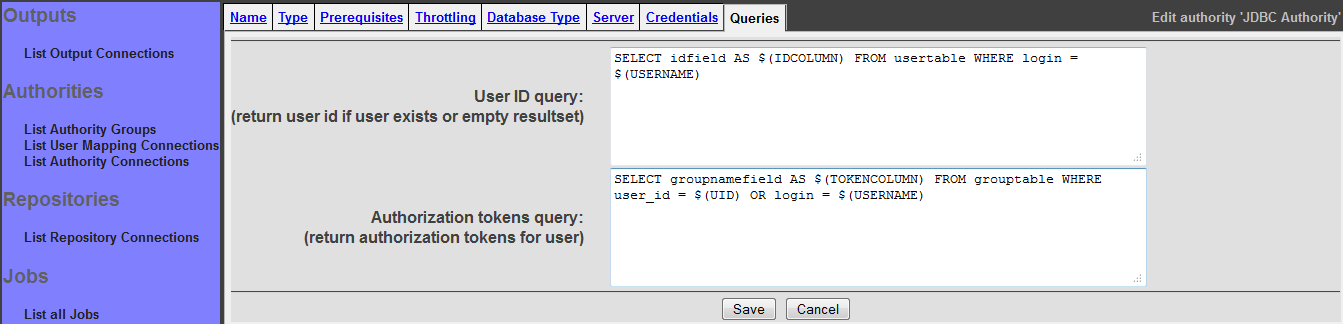 Outputs
List Output Connections
Authorities
List Authority Groups
List User Mapping Connections
List Authority Connections
Repositories
List Repository Connections
Jobs
List all Jobs
Name Type Prerequisites Throttling Database Type Server Credentials Queries Edit authority 'JDBC Authority'
User ID query:
(return user id if user exists or empty resultset)
SELECT idfield AS $(IDCOLUMN) FROM usertable WHERE login =
$(USERNAME)
Authorization tokens query:
(return authorization tokens for user)
SELECT groupnamefield AS $(TOKENCOLUMN) FROM grouptable WHERE
user_id = $(UID) OR login = $(USERNAME)
Save Cancel